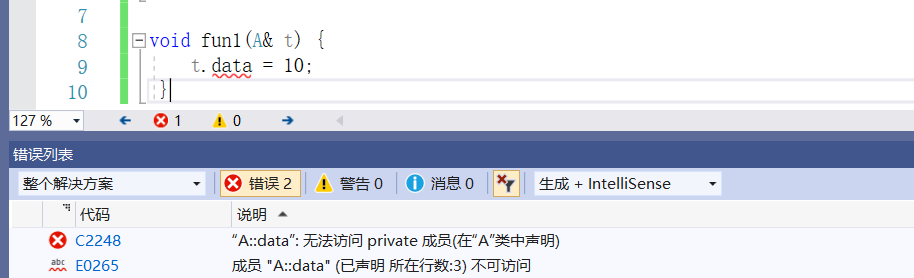 7
8 void fun1(A& t) {
9 t.data = 10;
10 }
127 % 1 0
错误列表
整个解决方案 错误 2 警告 0 消息 0 生成 + IntelliSense
代码 说明
C2248 “A::data”: 无法访问 private 成员(在“A”类中声明)
abc E0265 成员 "A::data" (已声明 所在行数:3) 不可访问